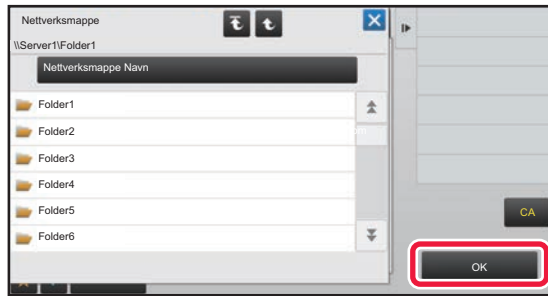 Nettverksmappe
\\Server1\Folder1
Nettverksmappe Navn
Folder1
Folder2
Folder3
Folder4
Folder5
Folder6
CA
OK